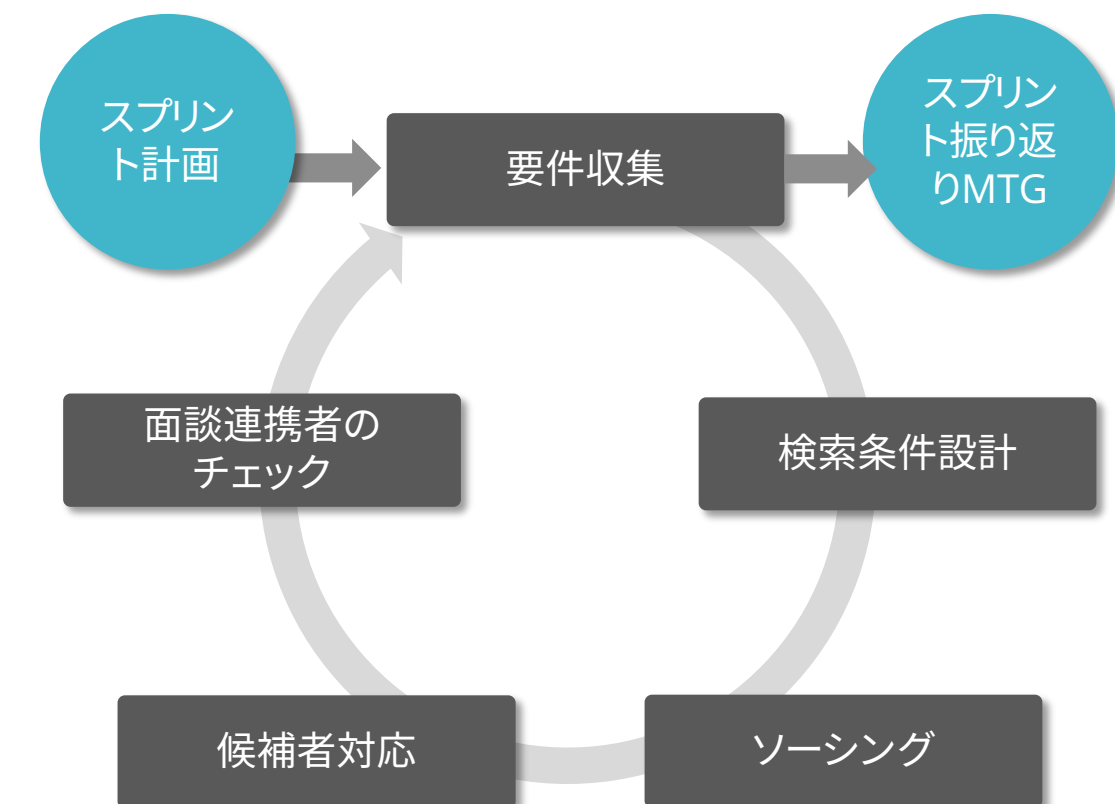 スプリン
ト計画
要件収集
スプリン
ト振り返
りMTG
面談連携者の
チェック
検索条件設計
候補者対応
ソーシング